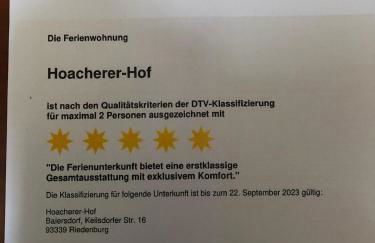 Die Ferienwohnung
Hoacherer-Hof
ist nach den Qualitätskriterien der DTV-Klassifizierung
für maximal 2 Personen ausgezeichnet mit
"Die Ferienunterkunft bietet eine erstklassige
Gesamtausstattung mit exklusivem Komfort."
Die Klassifizierung für folgende Unterkunft ist bis zum 22. September 2023 gültig:
Hoacherer-Hof
Baiersdorf, Keilsdorfer Str. 16
93339 Riedenburg